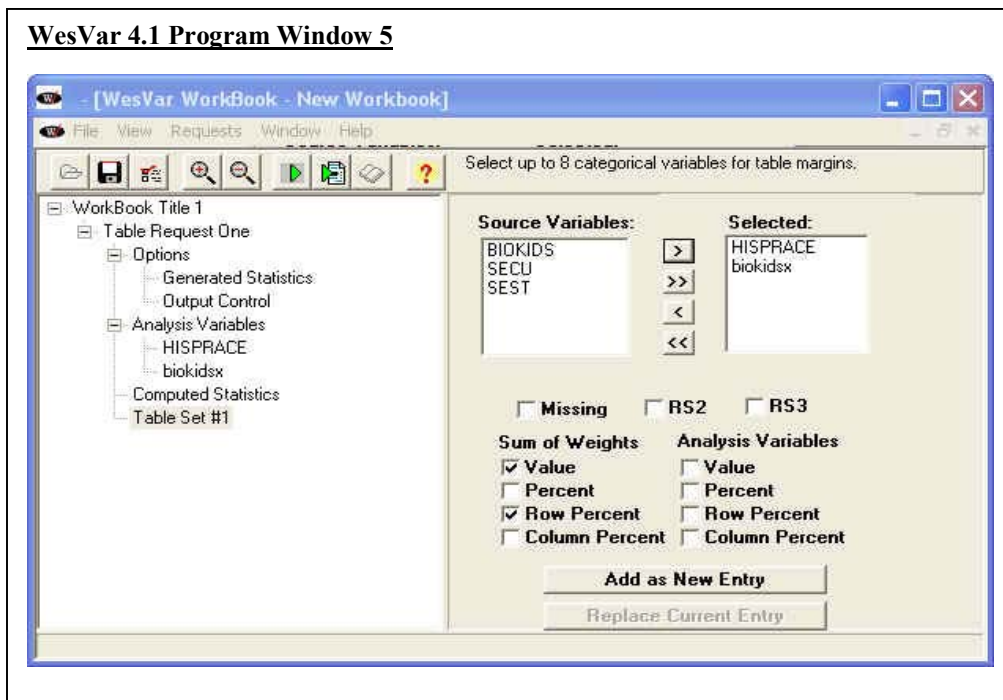 WesVar 4.1 Program Window 5
- [WesVar WorkBook - New Workbook]
File View Requests Window Help
Select up to 8 categorical variables for table margins.
WorkBook Title 1
Table Request One
Options
Generated Statistics
Output Control
Analysis Variables
HISPRACE
biokidsx
Computed Statistics
Table Set #1
Source Variables:
BIOKIDS
SECU
SEST
>
>>
<
<<
Selected:
HISPRACE
biokidsx
Missing RS2 RS3
Sum of Weights Analysis Variables
Value Value
Percent Percent
Row Percent Row Percent
Column Percent Column Percent
Add as New Entry
Replace Current Entry